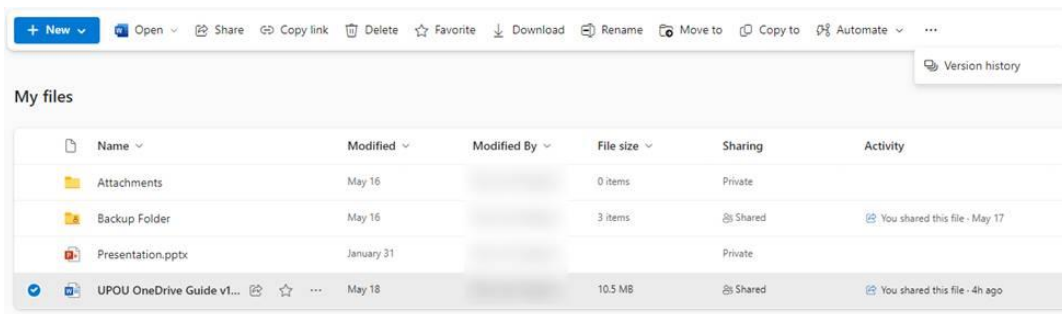 + New Open Share Copy link Delete Favorite Download Rename Move to Copy to Automate ...
Version history
My files
Name Modified Modified By File size Sharing Activity
Attachments May 16 0 items Private
Backup Folder May 16 3 items Shared You shared this file · May 17
Presentation.pptx January 31 Private
UPOU OneDrive Guide v1... ... May 18 10.5 MB Shared You shared this file · 4h ago